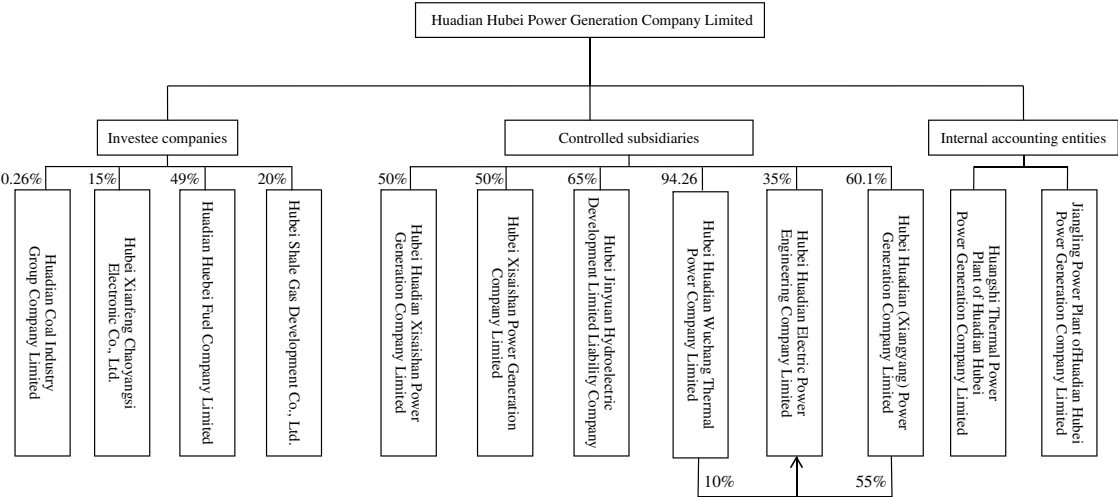 Huadian Hubei Power Generation Company Limited
Investee companies
Controlled subsidiaries
Internal accounting entities
0.26%
15%
49%
20%
50%
50%
65%
94.26
35%
60.1%
Huadian Coal Industry
Group Company Limited
Hubei Xianfeng Chaoyangsi
Electronic Co., Ltd.
Huadian Huebei Fuel Company Limited
Hubei Shale Gas Development Co., Ltd.
Hubei Huadian Xisaishan Power
Generation Company Limited
Hubei Xisaishan Power Generation
Company Limited
Hubei Jinyuan Hydroelectric
Development Limited Liability Company
Hubei Huadian Wuchang Thermal
Power Company Limited
Hubei Huadian Electric Power
Engineering Company Limited
Hubei Huadian (Xiangyang) Power
Generation Company Limited
Huangshi Thermal Power
Plant of Huadian Hubei
Power Generation Company Limited
Jiangling Power Plant ofHuadian Hubei
Power Generation Company Limited
10%
55%